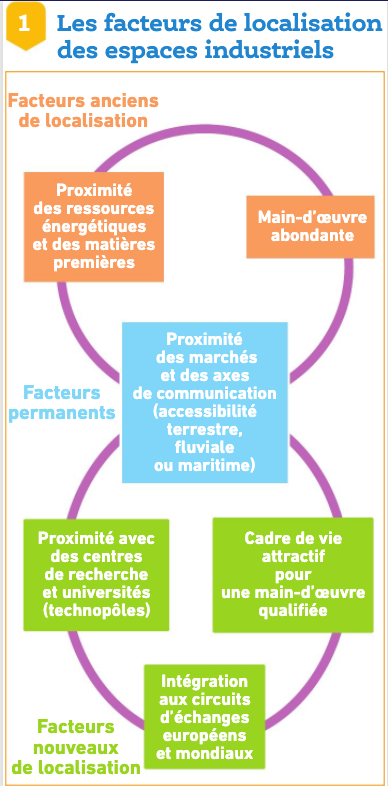 1
Les facteurs de localisation
des espaces industriels
Facteurs anciens
de localisation
Proximité
des ressources
énergétiques
et des matières
premières
Main-d'œuvre
abondante
Facteurs
permanents
Proximité
des marchés
et des axes
de communication
(accessibilité
terrestre,
fluviale
ou maritime)
Proximité avec
des centres
de recherche
et universités
(technopôles)
Cadre de vie
attractif
pour
une main-d'œuvre
qualifiée
Intégration
aux circuits
d'échanges
européens
et mondiaux
Facteurs
nouveaux
de localisation